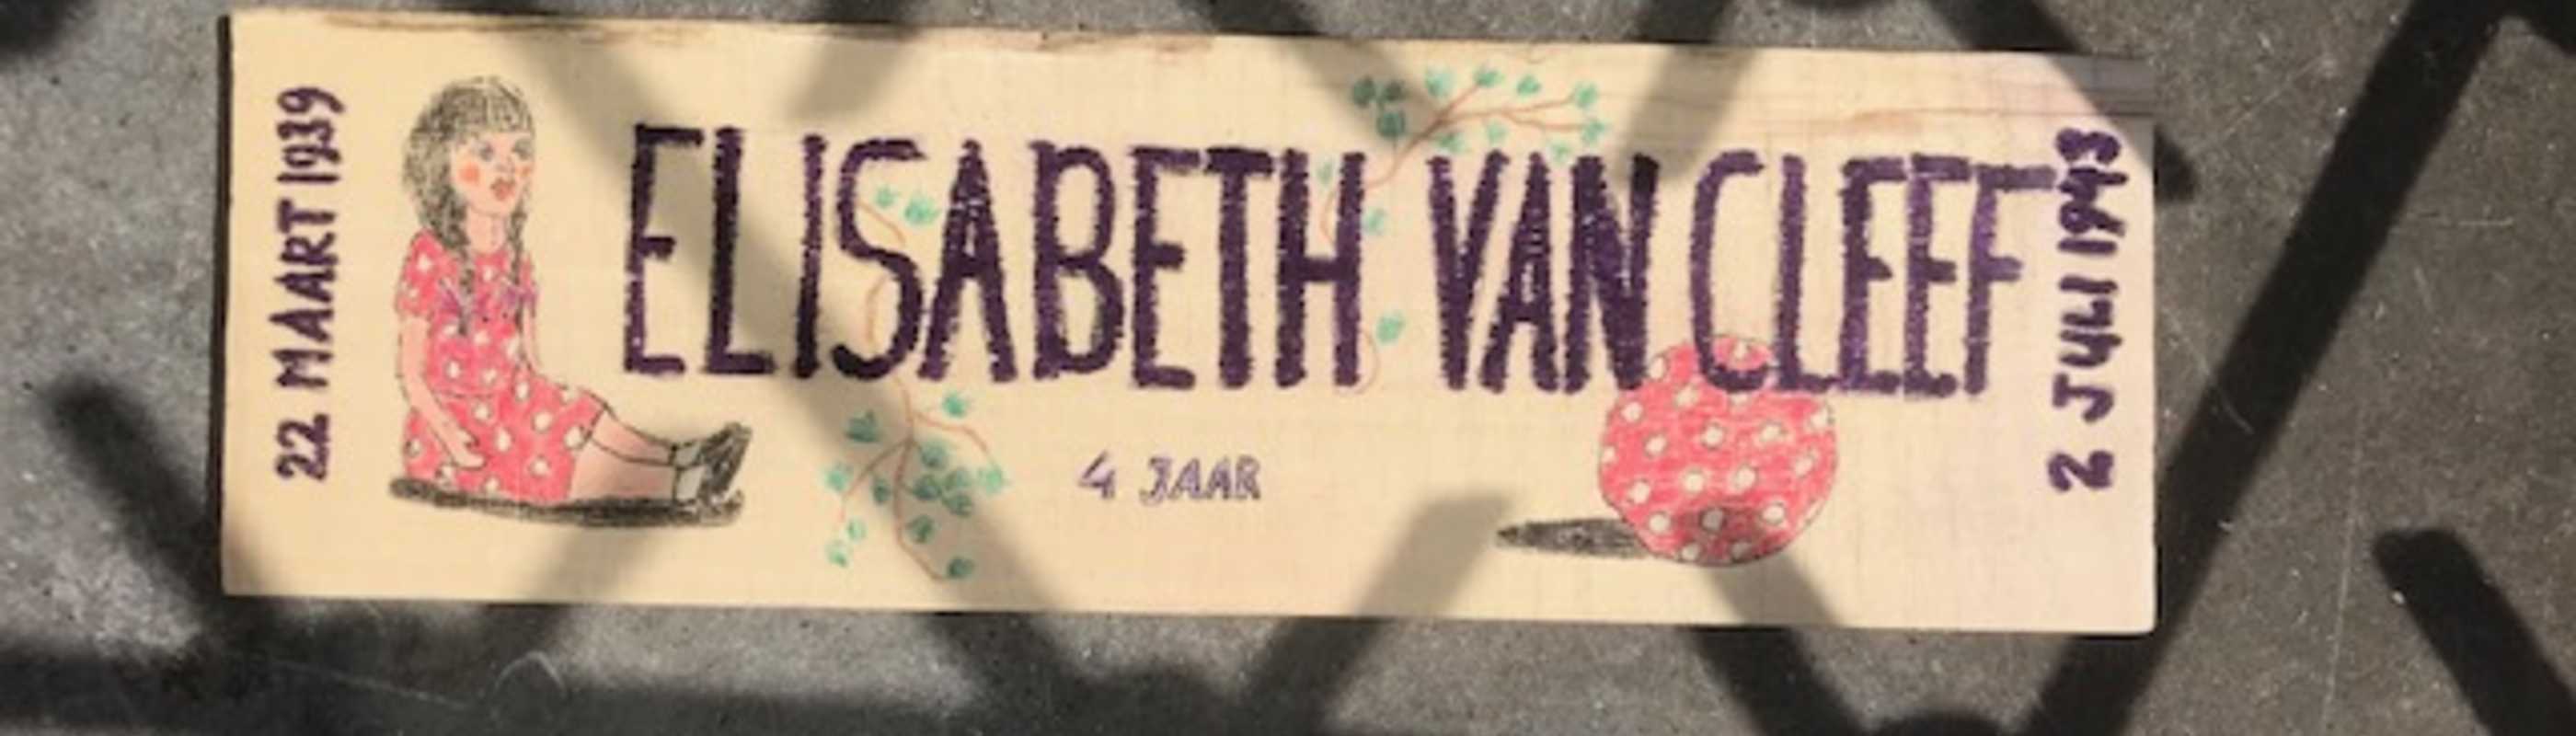 22 MAART 1939
ELISABETH VAN CLEEF
4 JAAR
2 JULI 1943